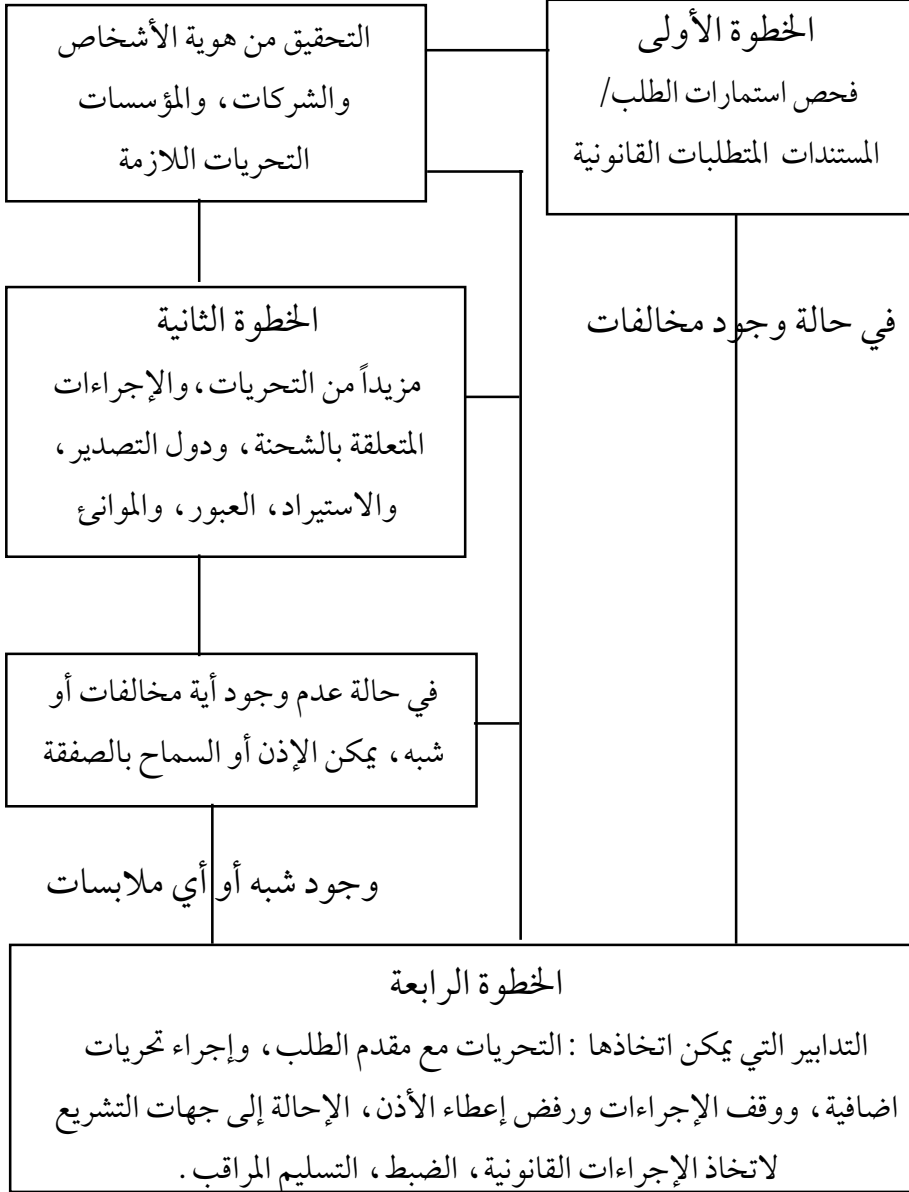 الخطوة الأولى
فحص استمارات الطلب/
المستندات المتطلبات القانونية
التحقيق من هوية الأشخاص
والشركات، والمؤسسات
التحريات اللازمة
في حالة وجود مخالفات
الخطوة الثانية
مزيداً من التحريات، والإجراءات
المتعلقة بالشحنة، ودول التصدير،
والاستيراد، العبور، والموانئ
في حالة عدم وجود أية مخالفات أو
شبه، يمكن الإذن أو السماح بالصفقة
وجود شبه أو أي ملابسات
الخطوة الرابعة
التدابير التي يمكن اتخاذها : التحريات مع مقدم الطلب، وإجراء تحريات
اضافية، ووقف الإجراءات ورفض إعطاء الأذن، الإحالة إلى جهات التشريع
لاتخاذ الإجراءات القانونية، الضبط، التسليم المراقب.